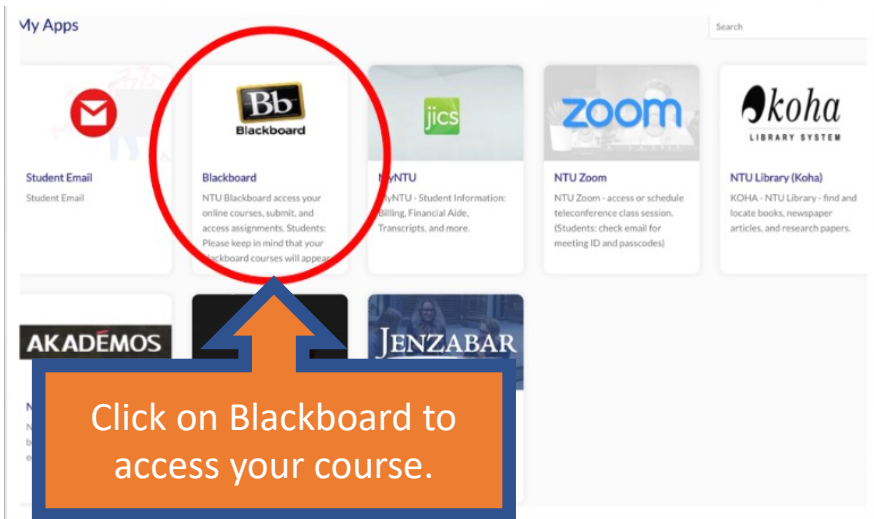 My Apps
Search
Bb
Blackboard
jics
zoom
koha
LIBRARY SYSTEM
Student Email
Student Email
Blackboard
NTU Blackboard access your
online courses, submit, and
access assignments. Students:
Please keep in mind that your
blackboard courses will appear
MyNTU
MyNTU - Student Information:
Billing, Financial Aide,
Transcripts, and more.
NTU Zoom
NTU Zoom - access or schedule
teleconference class session.
(Students: check email for
meeting ID and passcodes)
NTU Library (Koha)
KOHA - NTU Library - find and
locate books, newspaper
articles, and research papers.
AKADĒMOS
JENZABAR
Click on Blackboard to
access your course.